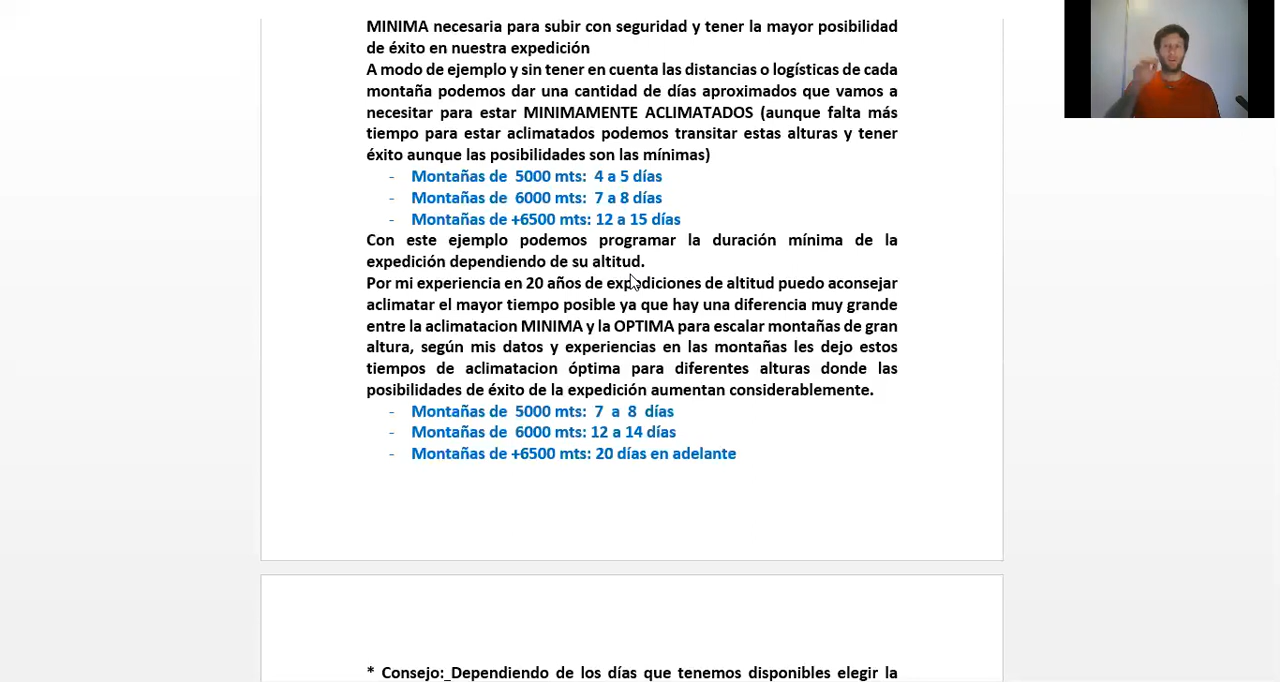 MINIMA necesaria para subir con seguridad y tener la mayor posibilidad
de éxito en nuestra expedición
A modo de ejemplo y sin tener en cuenta las distancias o logísticas de cada
montaña podemos dar una cantidad de días aproximados que vamos a
necesitar para estar MINIMAMENTE ACLIMATADOS (aunque falta más
tiempo para estar aclimatados podemos transitar estas alturas y tener
éxito aunque las posibilidades son las mínimas)
- Montañas de 5000 mts: 4 a 5 días
- Montañas de 6000 mts: 7 a 8 días
- Montañas de +6500 mts: 12 a 15 días
Con este ejemplo podemos programar la duración mínima de la
expedición dependiendo de su altitud.
Por mi experiencia en 20 años de expediciones de altitud puedo aconsejar
aclimatar el mayor tiempo posible ya que hay una diferencia muy grande
entre la aclimatacion MINIMA y la OPTIMA para escalar montañas de gran
altura, según mis datos y experiencias en las montañas les dejo estos
tiempos de aclimatacion óptima para diferentes alturas donde las
posibilidades de éxito de la expedición aumentan considerablemente.
- Montañas de 5000 mts: 7 a 8 días
- Montañas de 6000 mts: 12 a 14 días
- Montañas de +6500 mts: 20 días en adelante
* Consejo: Dependiendo de los días que tenemos disponibles elegir la